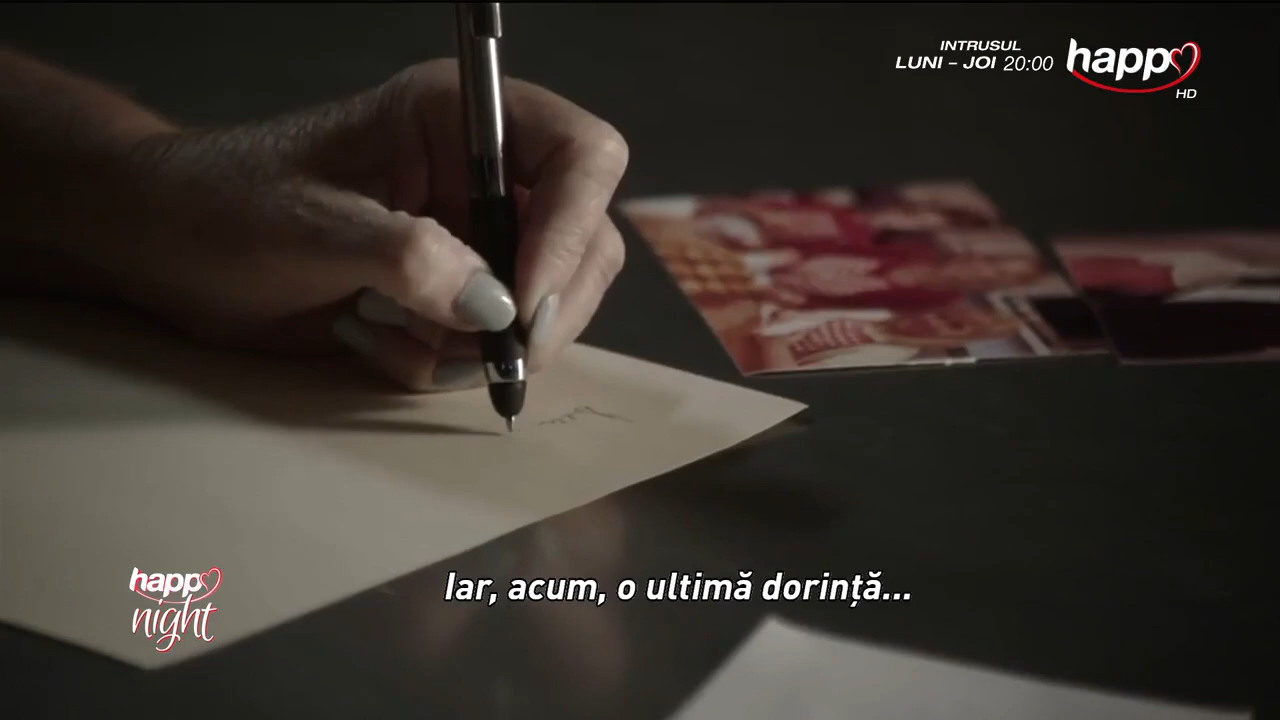 INTRUSUL
LUNI - JOI 20:00
happy
HD
Iar, acum, o ultimă dorință...
happy
night